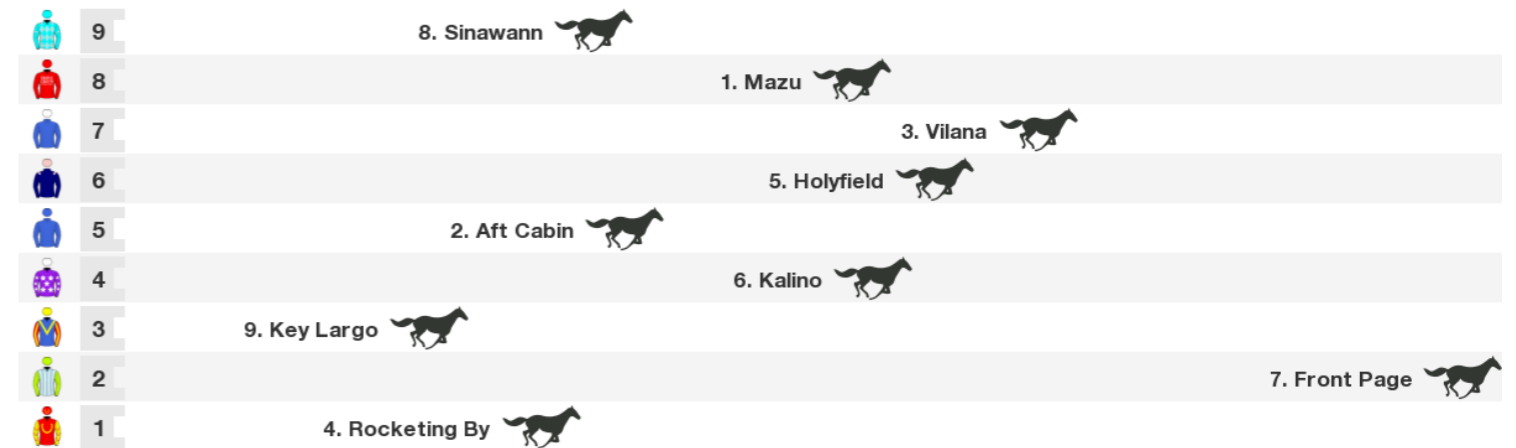 9 8. Sinawann
8 1. Mazu
7 3. Vilana
6 5. Holyfield
5 2. Aft Cabin
4 6. Kalino
3 9. Key Largo
2 7. Front Page
1 4. Rocketing By